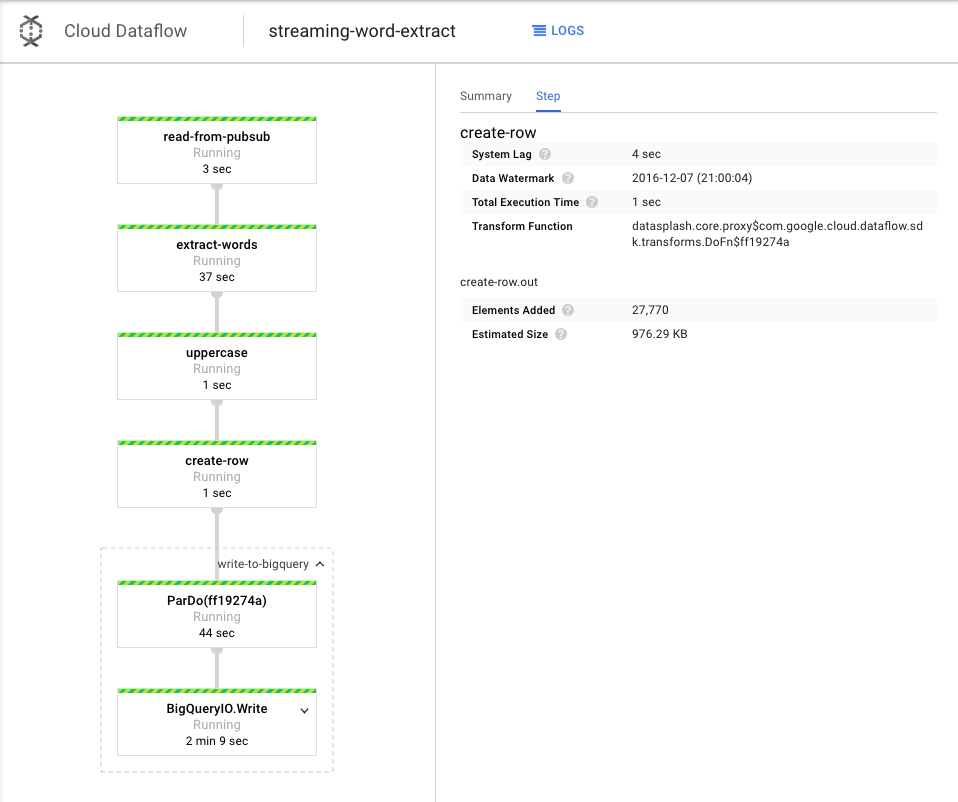 Cloud Dataflow
streaming-word-extract
LOGS
read-from-pubsub
Running
3 sec
extract-words
Running
37 sec
uppercase
Running
1 sec
create-row
Running
1 sec
write-to-bigquery
ParDo(ff19274a)
Running
44 sec
BigQueryIO.Write
Running
2 min 9 sec
Summary Step
create-row
System Lag ? 4 sec
Data Watermark ? 2016-12-07 (21:00:04)
Total Execution Time ? 1 sec
Transform Function datasplash.core.proxy$com.google.cloud.dataflow.sd
k.transforms.DoFn$ff19274a
create-row.out
Elements Added ? 27,770
Estimated Size ? 976.29 KB